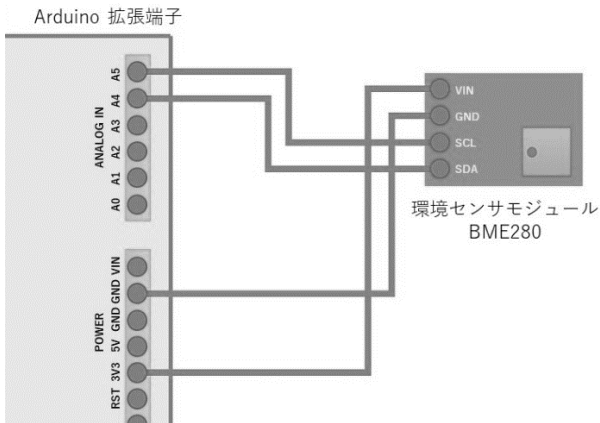 Arduino 拡張端子
A5
A4
A3
A2
A1
A0
ANALOG IN
VIN
GND
GND
5V
3V3
RST
POWER
VIN
GND
SCL
SDA
環境センサモジュール
BME280